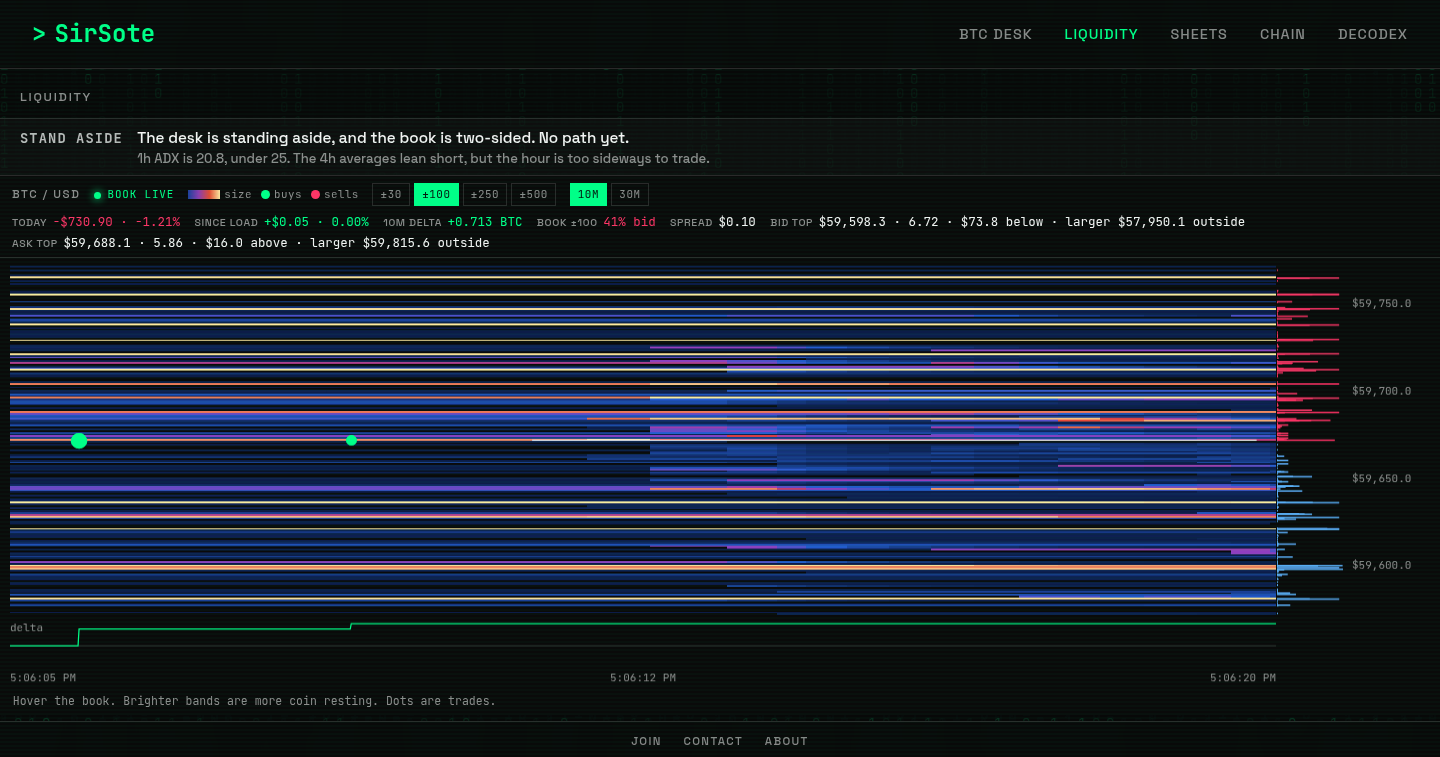 > SirSote
BTC DESK LIQUIDITY SHEETS CHAIN DECODEX
LIQUIDITY
STAND ASIDE The desk is standing aside, and the book is two-sided. No path yet.
1h ADX is 20.8, under 25. The 4h averages lean short, but the hour is too sideways to trade.
BTC / USD BOOK LIVE size buys sells ±30 ±100 ±250 ±500 10M 30M
TODAY -$730.90 · -1.21% SINCE LOAD +$0.05 · 0.00% 10M DELTA +0.713 BTC BOOK ±100 41% bid SPREAD $0.10 BID TOP $59,598.3 · 6.72 · $73.8 below · larger $57,950.1 outside
ASK TOP $59,688.1 · 5.86 · $16.0 above · larger $59,815.6 outside
$59,750.0
$59,700.0
$59,650.0
$59,600.0
delta
5:06:05 PM 5:06:12 PM 5:06:20 PM
Hover the book. Brighter bands are more coin resting. Dots are trades.
JOIN CONTACT ABOUT